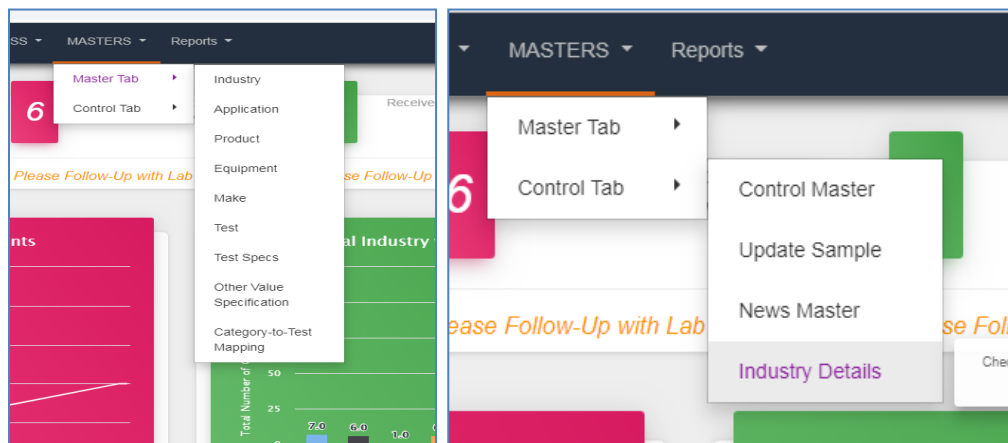 SS MASTERS Reports
Master Tab
Control Tab
Industry
Application
Product
Equipment
Make
Test
Test Specs
Other Value
Specification
Category-to-Test
Mapping
6
Receive
Please Follow-Up with Lab
se Follow-Up
nts
al Industry
Total Number of
50
25
0
7.0 6.0 1.0
MASTERS Reports
Master Tab
Control Tab
Control Master
Update Sample
News Master
Industry Details
6
ease Follow-Up with Lab
se Foll
Che